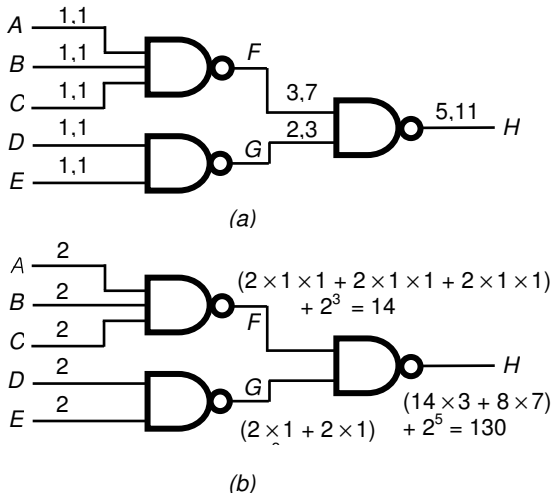 A 1,1
B 1,1
C 1,1
F
3,7
5,11
H
D 1,1
2,3
G
E 1,1
(a)
A 2
(2 × 1 × 1 + 2 × 1 × 1 + 2 × 1 × 1)
+ 2³ = 14
B 2
F
C 2
H
D 2
G
(14 × 3 + 8 × 7)
+ 2⁵ = 130
E 2
(2 × 1 + 2 × 1)
(b)